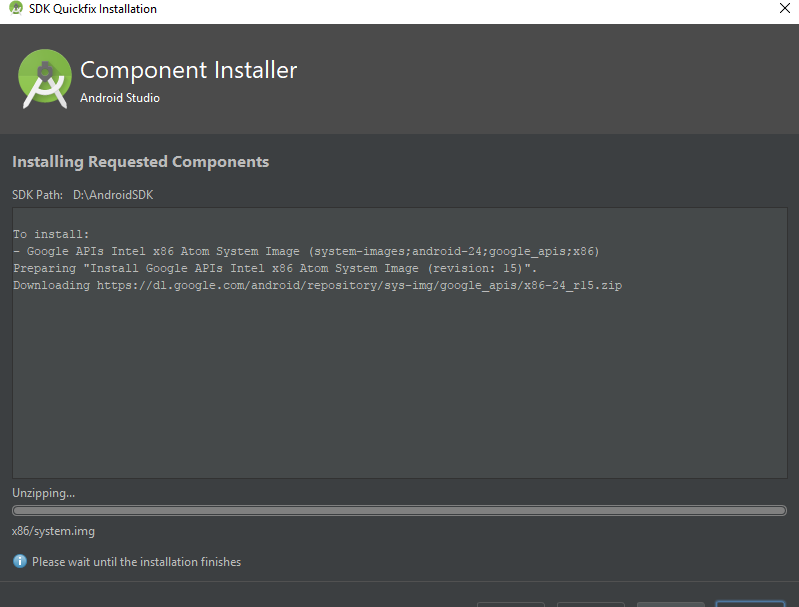 SDK Quickfix Installation
Component Installer
Android Studio
Installing Requested Components
SDK Path: D:\AndroidSDK
To install:
- Google APIs Intel x86 Atom System Image (system-images;android-24;google_apis;x86)
Preparing "Install Google APIs Intel x86 Atom System Image (revision: 15)".
Downloading https://dl.google.com/android/repository/sys-img/google_apis/x86-24_r15.zip
Unzipping...
x86/system.img
Please wait until the installation finishes